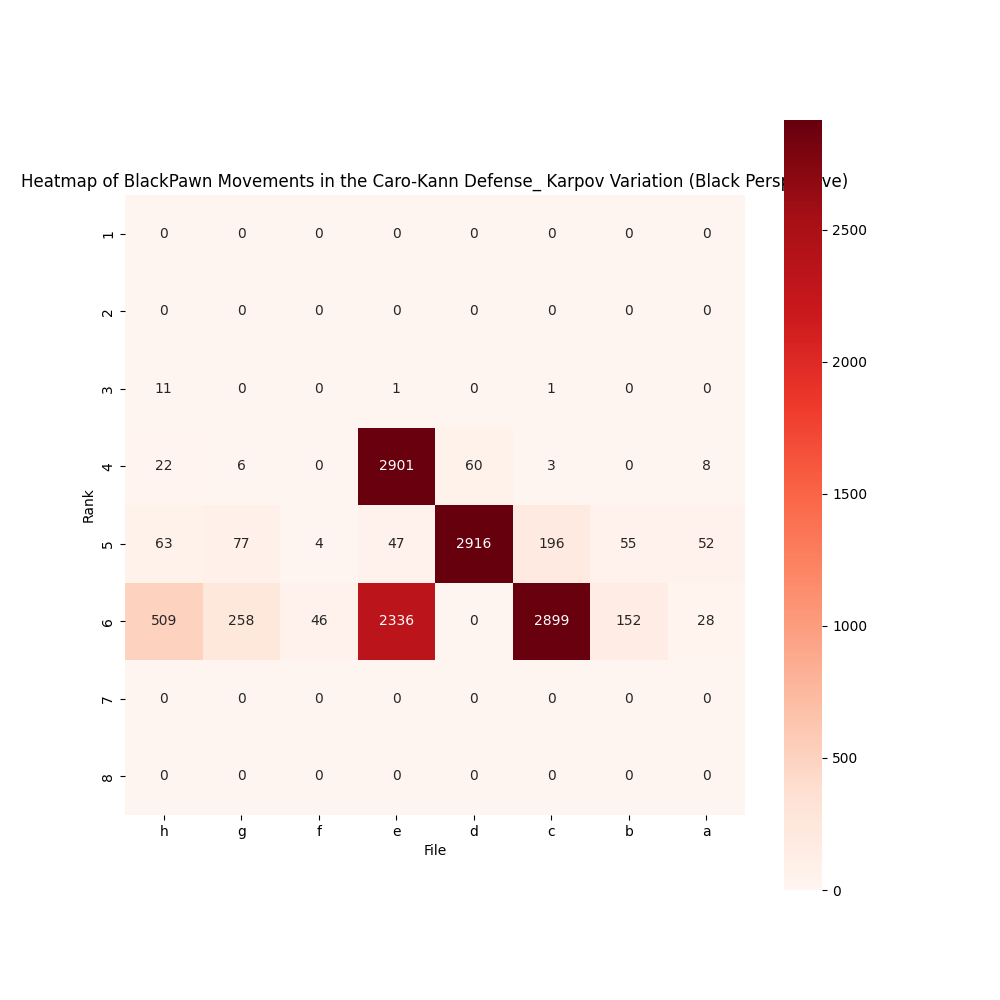 Heatmap of BlackPawn Movements in the Caro-Kann Defense_ Karpov Variation (Black Perspective)
1 0 0 0 0 0 0 0 0
2500
2 0 0 0 0 0 0 0 0
2000
3 11 0 0 1 0 1 0 0
4 22 6 0 2901 60 3 0 8
1500
Rank
5 63 77 4 47 2916 196 55 52
1000
6 509 258 46 2336 0 2899 152 28
7 0 0 0 0 0 0 0 0
500
8 0 0 0 0 0 0 0 0
h g f e d c b a
File
0